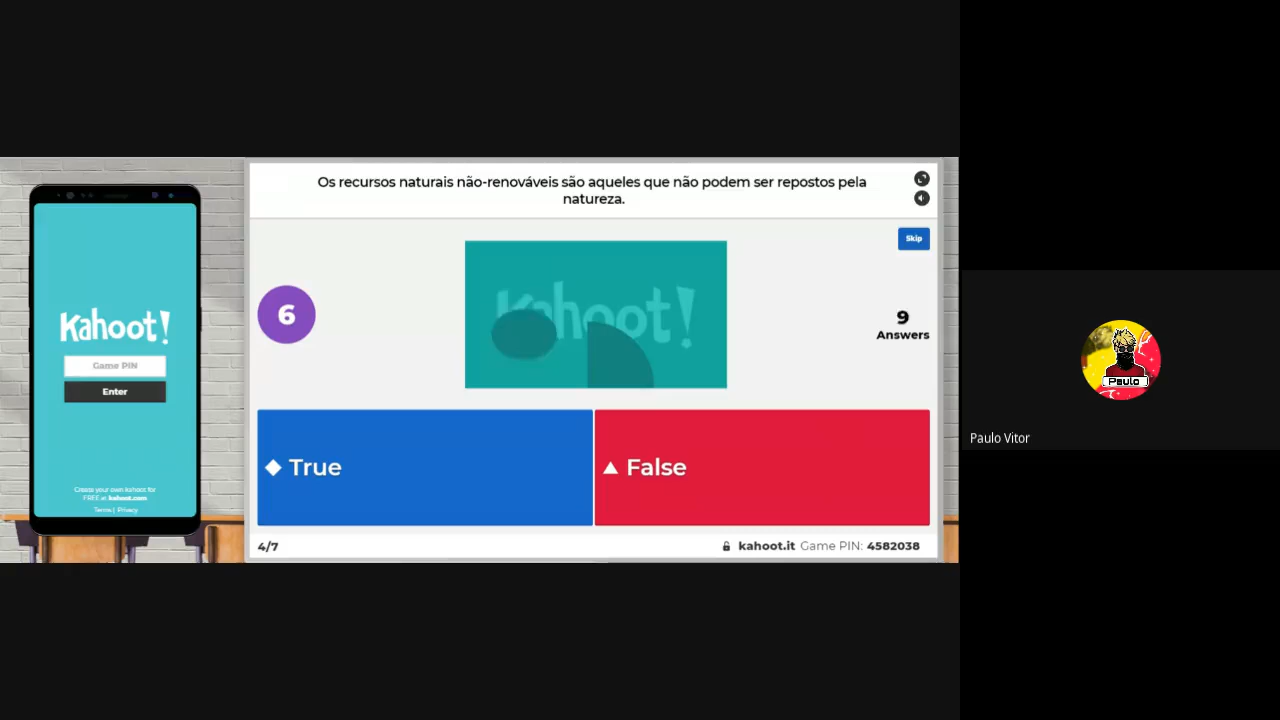 Os recursos naturais não-renováveis são aqueles que não podem ser repostos pela
natureza.
Skip
Kahoot!
Game PIN
Enter
Create your own kahoot for
FREE at kahoot.com
Terms | Privacy
6
Kahoot!
9
Answers
True
False
4/7
kahoot.it Game PIN: 4582038
Paulo
Paulo Vitor